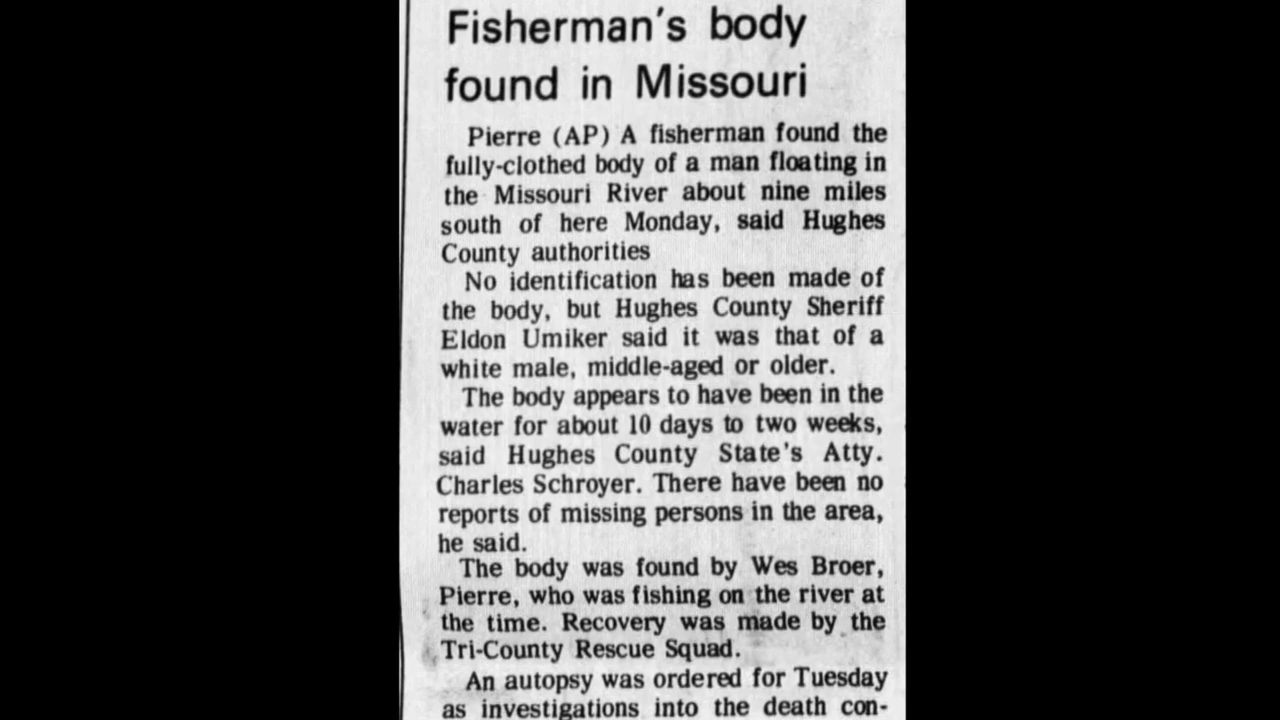 Fisherman's body
found in Missouri
Pierre (AP) A fisherman found the
fully-clothed body of a man floating in
the Missouri River about nine miles
south of here Monday, said Hughes
County authorities
No identification has been made of
the body, but Hughes County Sheriff
Eldon Umiker said it was that of a
white male, middle-aged or older.
The body appears to have been in the
water for about 10 days to two weeks,
said Hughes County State's Atty.
Charles Schroyer. There have been no
reports of missing persons in the area,
he said.
The body was found by Wes Broer,
Pierre, who was fishing on the river at
the time. Recovery was made by the
Tri-County Rescue Squad.
An autopsy was ordered for Tuesday
as investigations into the death con-